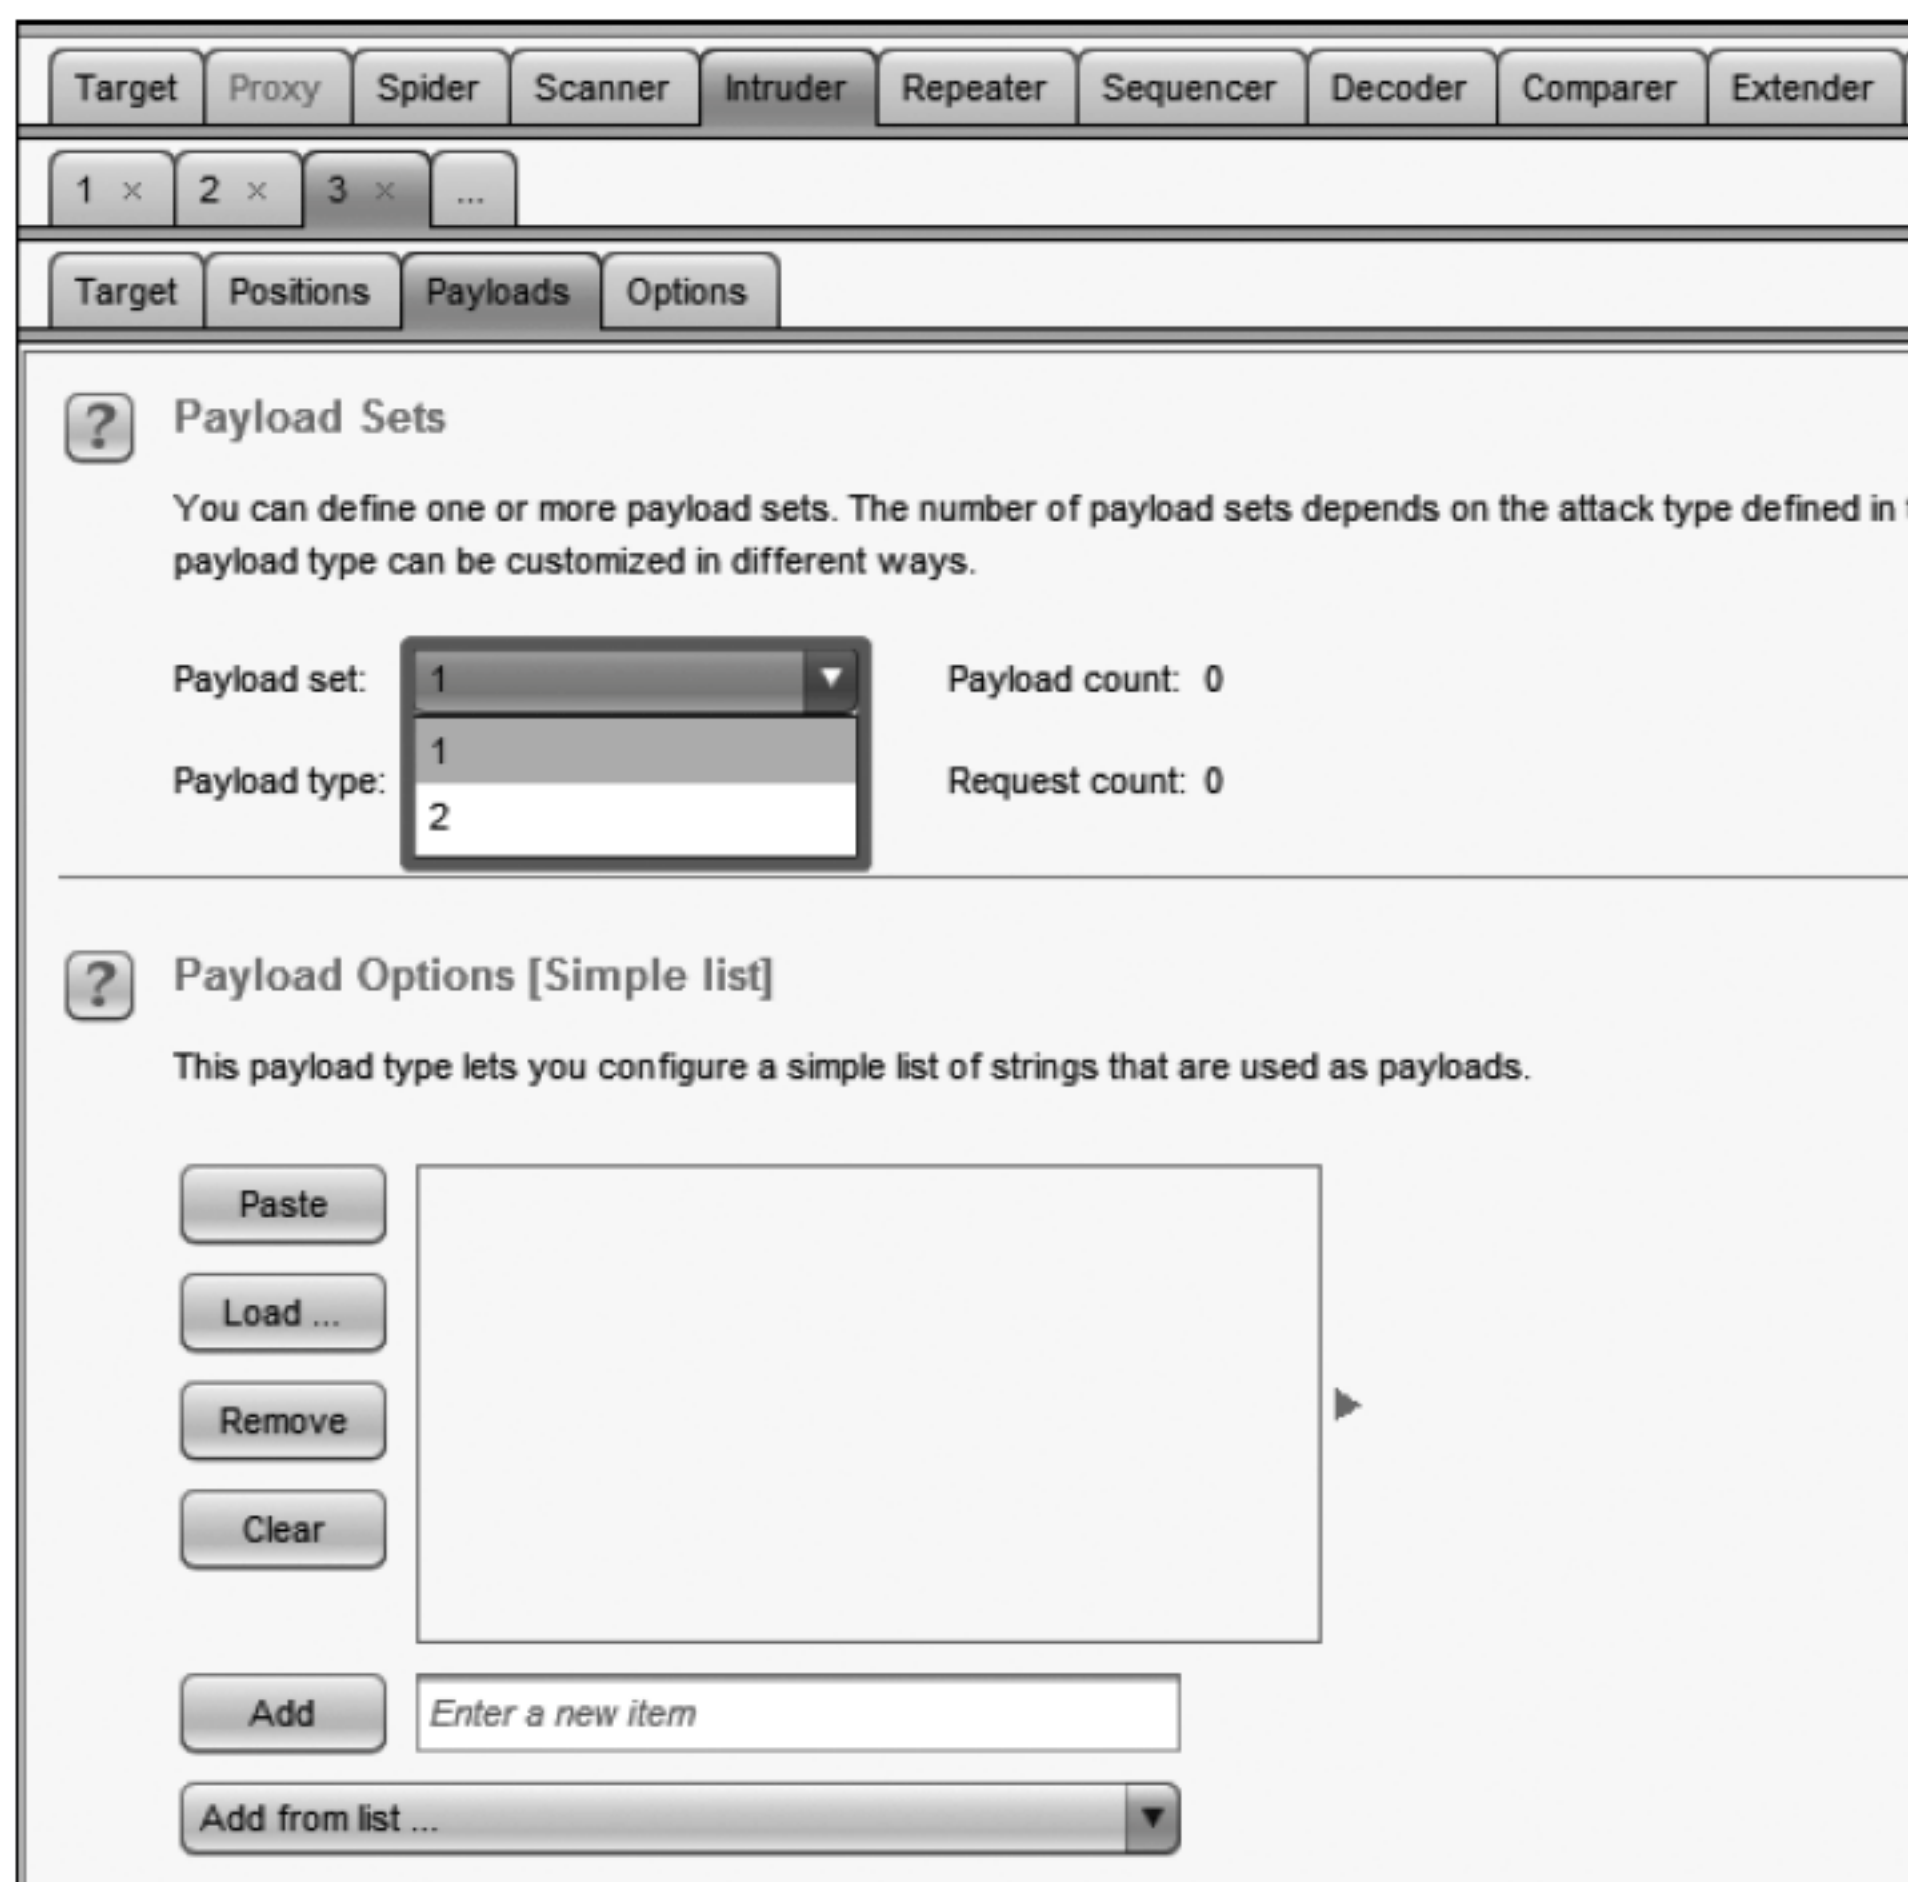 Target Proxy Spider Scanner Intruder Repeater Sequencer Decoder Comparer Extender
1 × 2 × 3 × ...
Target Positions Payloads Options
? Payload Sets
You can define one or more payload sets. The number of payload sets depends on the attack type defined in
payload type can be customized in different ways.
Payload set: 1 Payload count: 0
1
Payload type: Request count: 0
2
? Payload Options [Simple list]
This payload type lets you configure a simple list of strings that are used as payloads.
Paste
Load ...
Remove
Clear
Add Enter a new item
Add from list ...